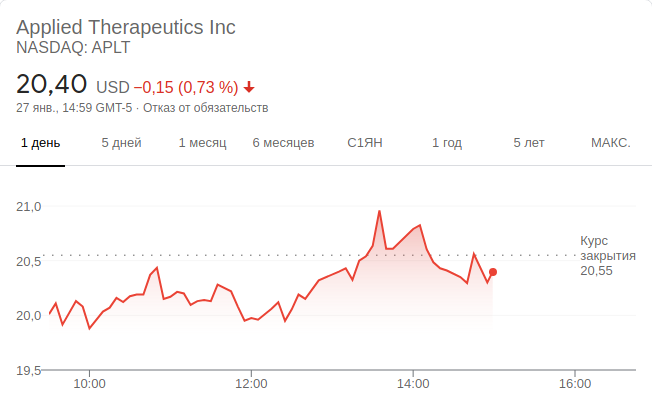 Applied Therapeutics Inc
NASDAQ: APLT
20,40 USD −0,15 (0,73 %)
27 янв., 14:59 GMT-5 · Отказ от обязательств
1 день 5 дней 1 месяц 6 месяцев С1ЯН 1 год 5 лет МАКС.
21,0
Курс
20,5 закрытия
20,55
20,0
19,5
10:00 12:00 14:00 16:00